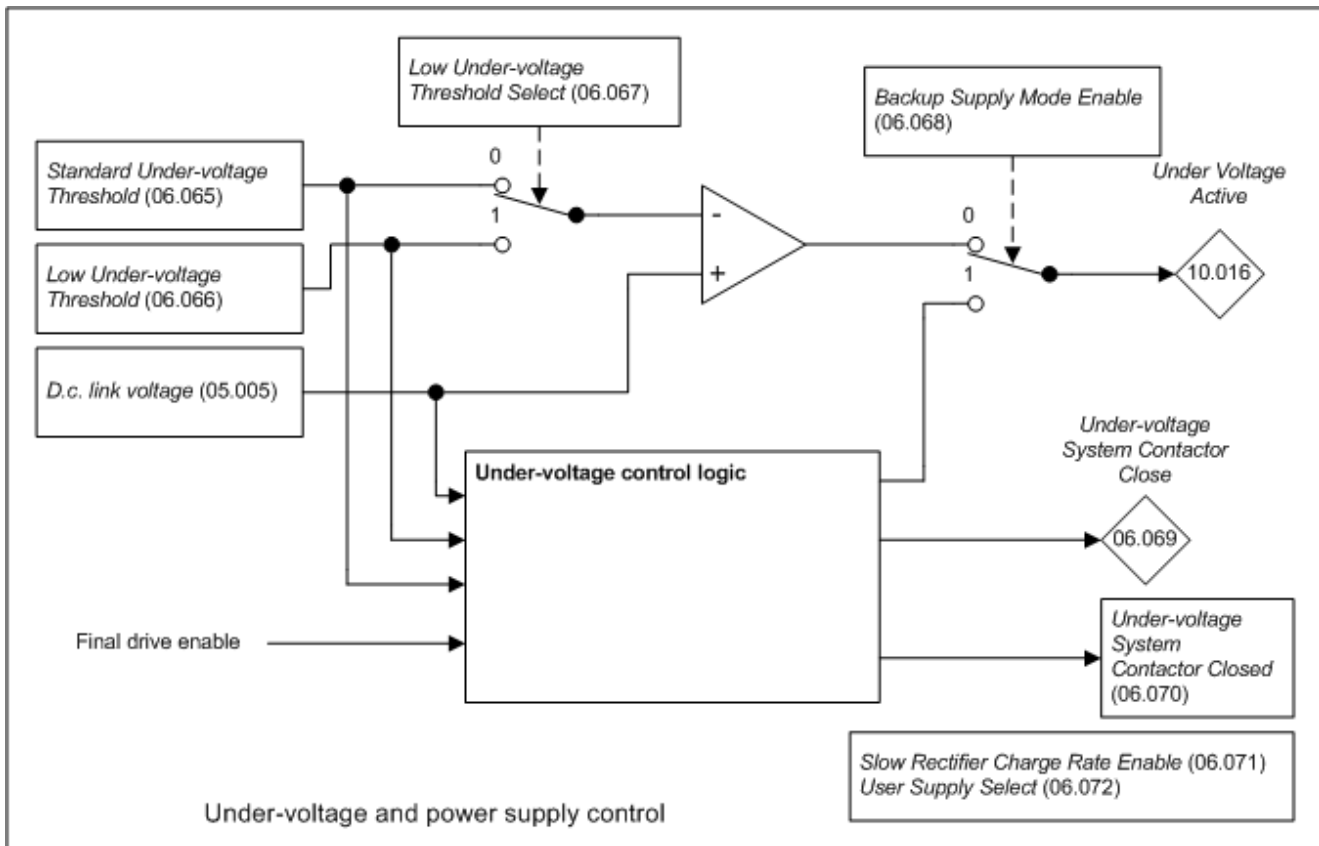 Low Under-voltage
Threshold Select (06.067)
Backup Supply Mode Enable
(06.068)
Standard Under-voltage
Threshold (06.065)
0
1
-
+
0
1
Under Voltage
Active
10.016
Low Under-voltage
Threshold (06.066)
D.c. link voltage (05.005)
Under-voltage control logic
Under-voltage
System Contactor
Close
06.069
Final drive enable
Under-voltage
System
Contactor Closed
(06.070)
Slow Rectifier Charge Rate Enable (06.071)
User Supply Select (06.072)
Under-voltage and power supply control